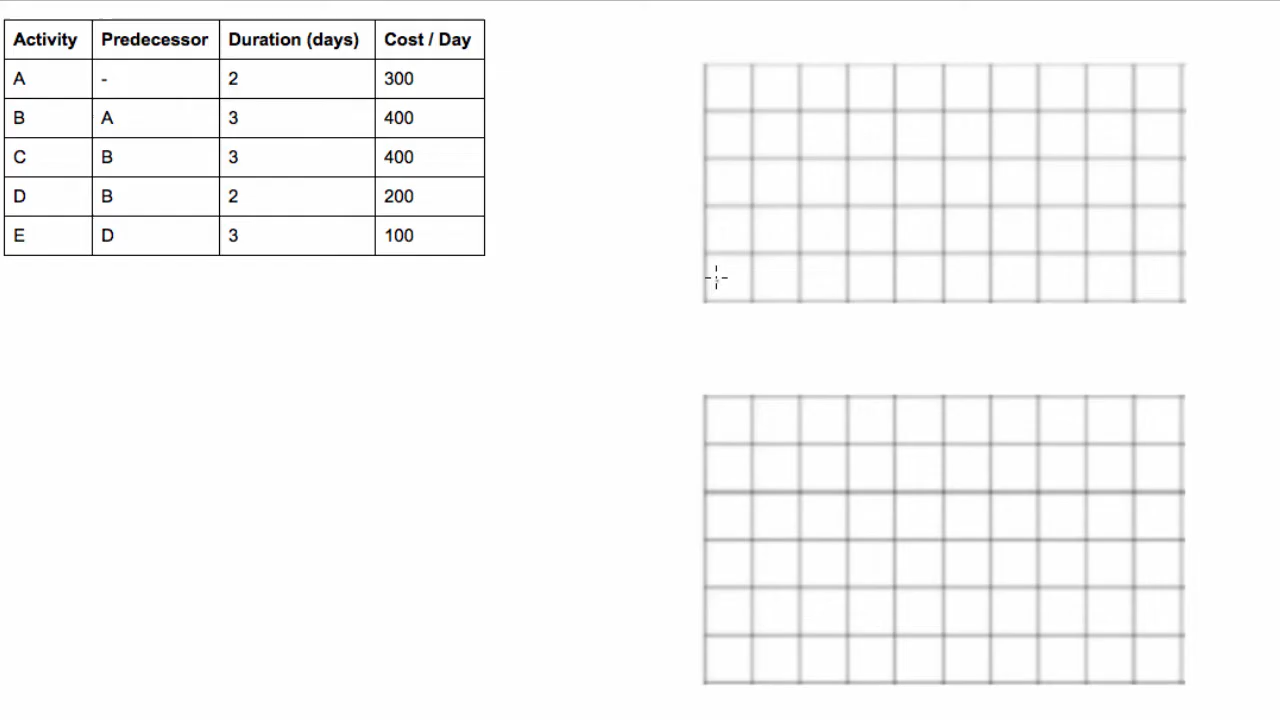 Activity Predecessor Duration (days) Cost / Day
A - 2 300
B A 3 400
C B 3 400
D B 2 200
E D 3 100